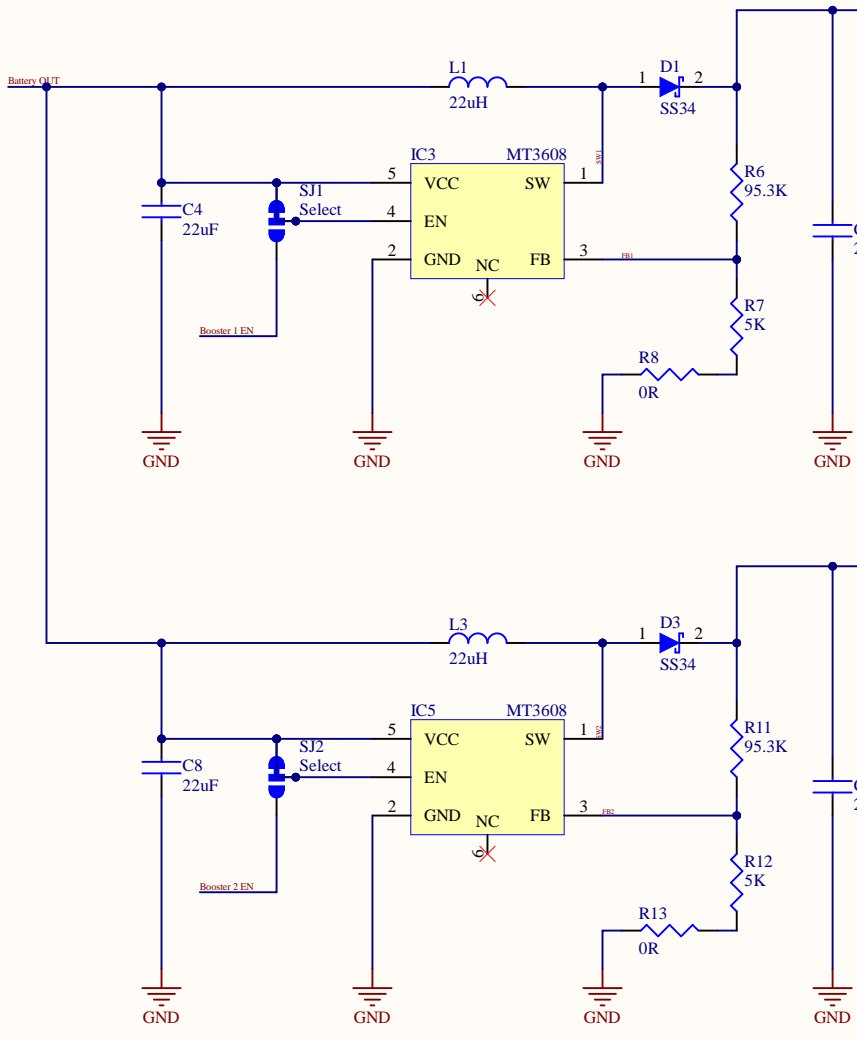 Battery OUT
L1
22uH
1
D1
2
SS34
IC3
MT3608
SW1
5
VCC
SW
1
SJ1
Select
4
EN
R6
95.3K
C4
22uF
2
GND
NC
FB
3
FB1
6
Booster 1 EN
R7
5K
R8
0R
GND
GND
GND
GND
L3
22uH
1
D3
2
SS34
IC5
MT3608
SW2
5
VCC
SW
1
SJ2
Select
4
EN
R11
95.3K
C8
22uF
2
GND
NC
FB
3
FB2
6
Booster 2 EN
R12
5K
R13
0R
GND
GND
GND
GND